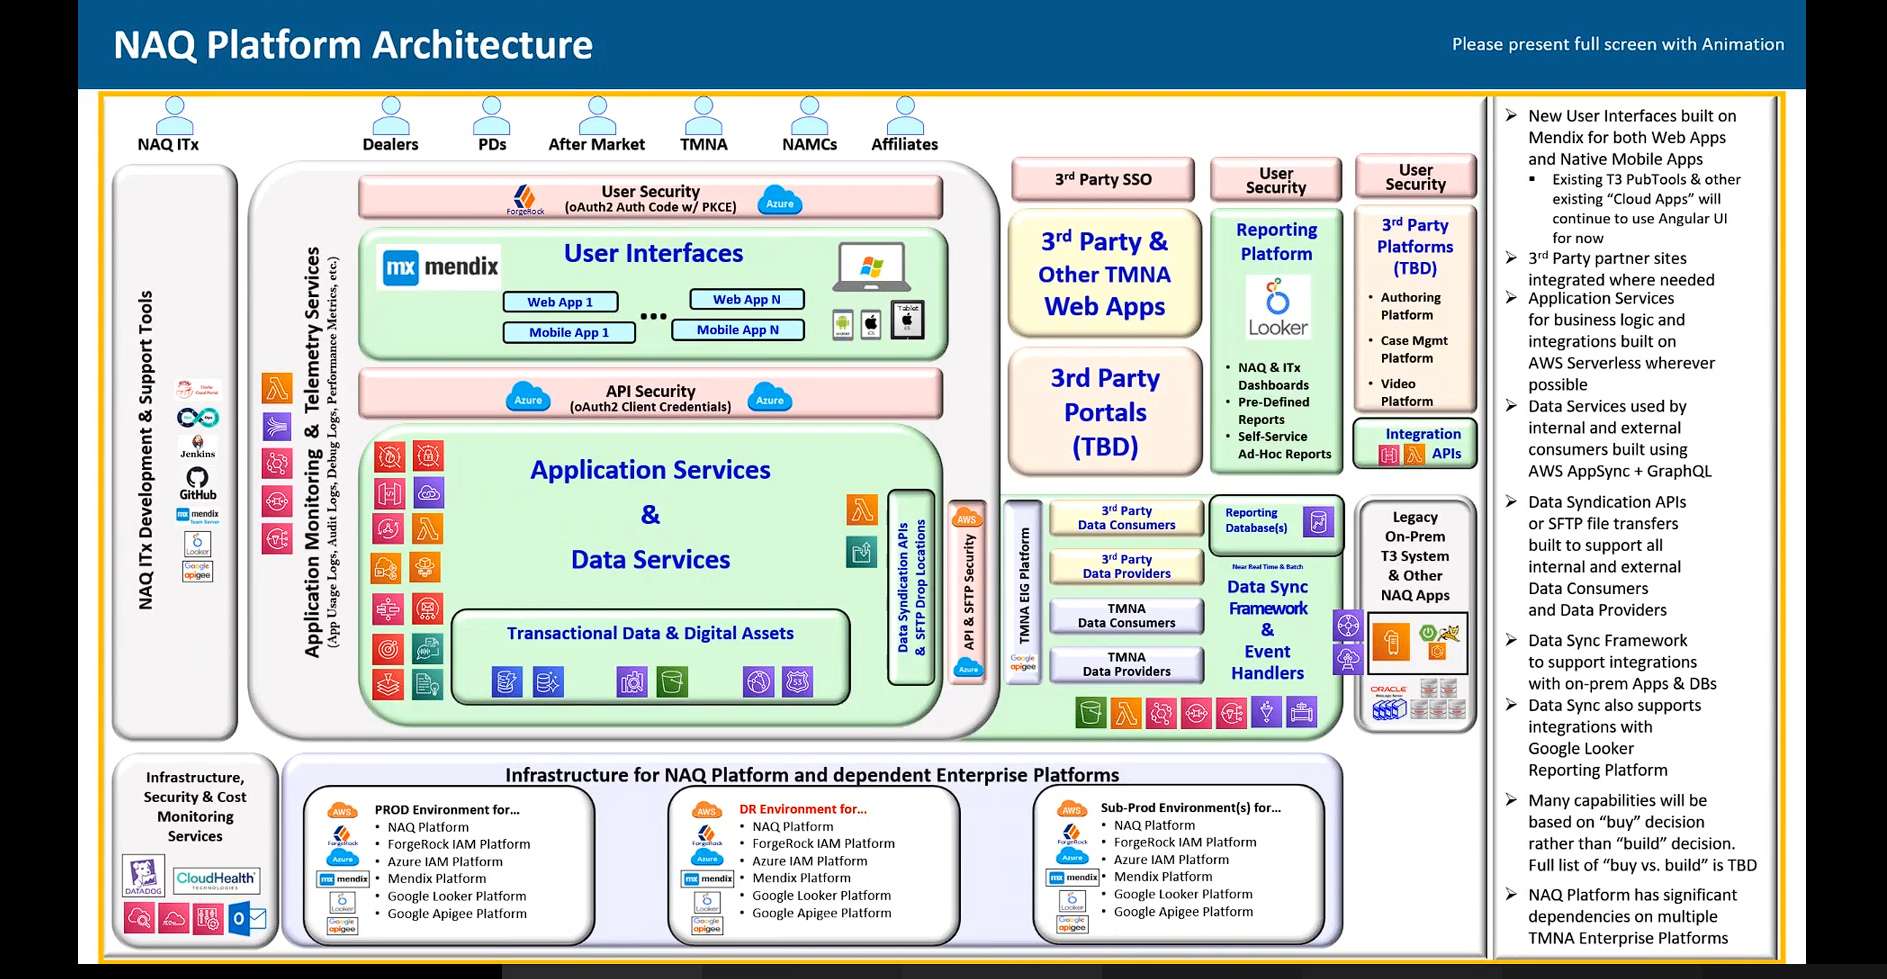 NAQ Platform Architecture
Please present full screen with Animation
NAQ ITx
Dealers
PDs
After Market
TMNA
NAMCs
Affiliates
NAQ ITx Development & Support Tools
Jenkins
GitHub
mx mendix
Team Server
Looker
Google
apigee
Application Monitoring & Telemetry Services
(App Usage Logs, Audit Logs, Debug Logs, Performance Metrics, etc.)
User Security
(oAuth2 Auth Code w/ PKCE)
ForgeRock
Azure
mx mendix
User Interfaces
Web App 1
Web App N
...
Mobile App 1
Mobile App N
Tablet
API Security
(oAuth2 Client Credentials)
Azure
Azure
Application Services
&
Data Services
Transactional Data & Digital Assets
53
Data Syndication APIs
& SFTP Drop Locations
AWS
API & SFTP Security
Azure
TMNA EIG Platform
Google
apigee
3rd Party SSO
3rd Party &
Other TMNA
Web Apps
3rd Party
Portals
(TBD)
User
Security
Reporting
Platform
Looker
• NAQ & ITx
Dashboards
• Pre-Defined
Reports
• Self-Service
Ad-Hoc Reports
User
Security
3rd Party
Platforms
(TBD)
• Authoring
Platform
• Case Mgmt
Platform
• Video
Platform
Integration
APIs
3rd Party
Data Consumers
3rd Party
Data Providers
TMNA
Data Consumers
TMNA
Data Providers
Reporting
Database(s)
Near Real Time & Batch
Data Sync
Framework
&
Event
Handlers
Legacy
On-Prem
T3 System
& Other
NAQ Apps
ORACLE
Infrastructure,
Security & Cost
Monitoring
Services
DATADOG
CloudHealth
TECHNOLOGIES
Infrastructure for NAQ Platform and dependent Enterprise Platforms
AWS
ForgeRock
Azure
mx mendix
Looker
Google
apigee
PROD Environment for...
• NAQ Platform
• ForgeRock IAM Platform
• Azure IAM Platform
• Mendix Platform
• Google Looker Platform
• Google Apigee Platform
AWS
ForgeRock
Azure
mx mendix
Looker
Google
apigee
DR Environment for...
• NAQ Platform
• ForgeRock IAM Platform
• Azure IAM Platform
• Mendix Platform
• Google Looker Platform
• Google Apigee Platform
AWS
ForgeRock
Azure
mx mendix
Looker
Google
apigee
Sub-Prod Environment(s) for...
• NAQ Platform
• ForgeRock IAM Platform
• Azure IAM Platform
• Mendix Platform
• Google Looker Platform
• Google Apigee Platform
➢ New User Interfaces built on
Mendix for both Web Apps
and Native Mobile Apps
▪ Existing T3 PubTools & other
existing “Cloud Apps” will
continue to use Angular UI
for now
➢ 3rd Party partner sites
integrated where needed
➢ Application Services
for business logic and
integrations built on
AWS Serverless wherever
possible
➢ Data Services used by
internal and external
consumers built using
AWS AppSync + GraphQL
➢ Data Syndication APIs
or SFTP file transfers
built to support all
internal and external
Data Consumers
and Data Providers
➢ Data Sync Framework
to support integrations
with on-prem Apps & DBs
➢ Data Sync also supports
integrations with
Google Looker
Reporting Platform
➢ Many capabilities will be
based on “buy” decision
rather than “build” decision.
Full list of “buy vs. build” is TBD
➢ NAQ Platform has significant
dependencies on multiple
TMNA Enterprise Platforms